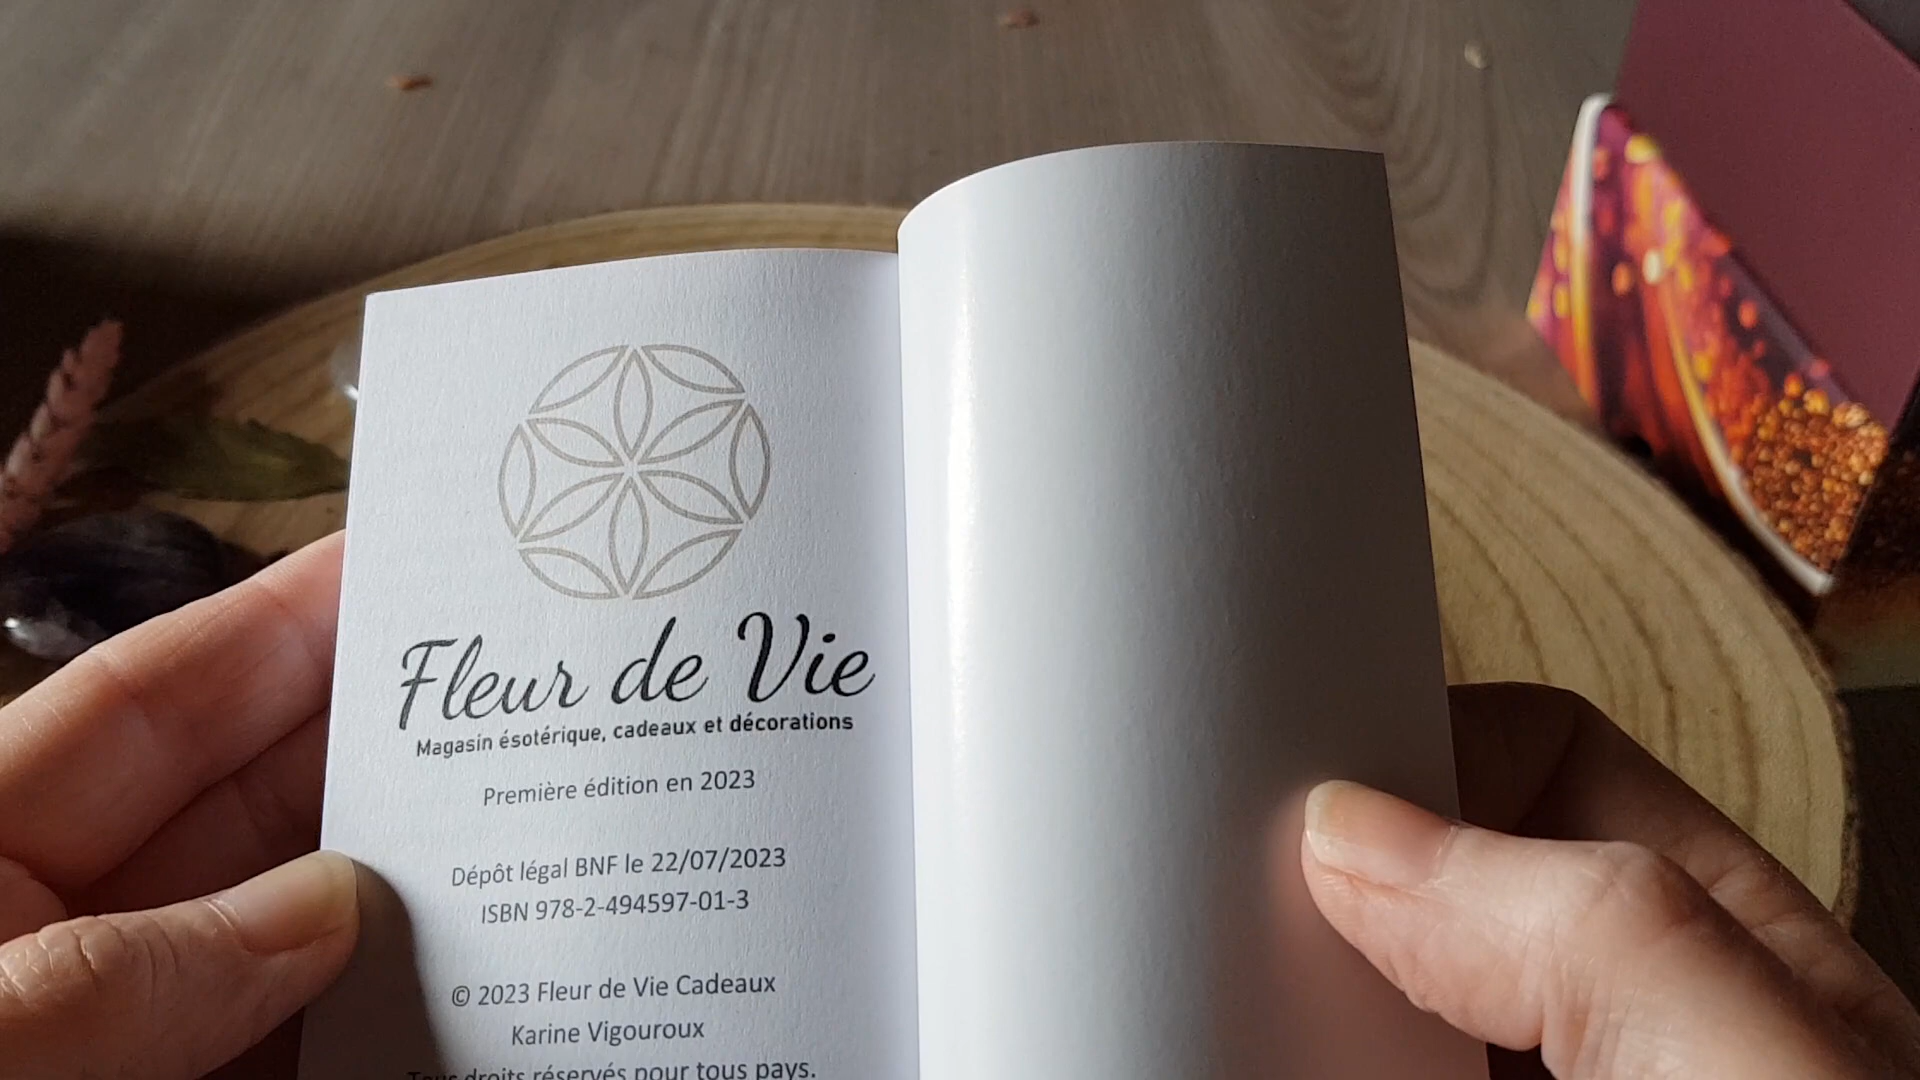 Fleur de Vie
Magasin ésotérique, cadeaux et décorations
Première édition en 2023
Dépôt légal BNF le 22/07/2023
ISBN 978-2-494597-01-3
© 2023 Fleur de Vie Cadeaux
Karine Vigouroux
Tous droits réservés pour tous pays.